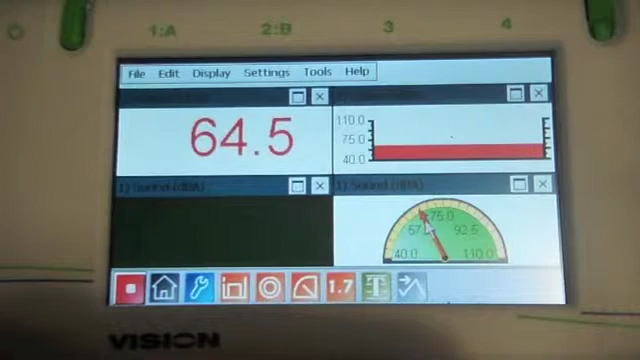 1:A 2:B 3 4
File Edit Display Settings Tools Help
64.5
110.0
75.0
40.0
1) Sound (dBA)
1) Sound (dBA)
75.0
57.5 92.5
40.0 110.0
1.7 T
VISION